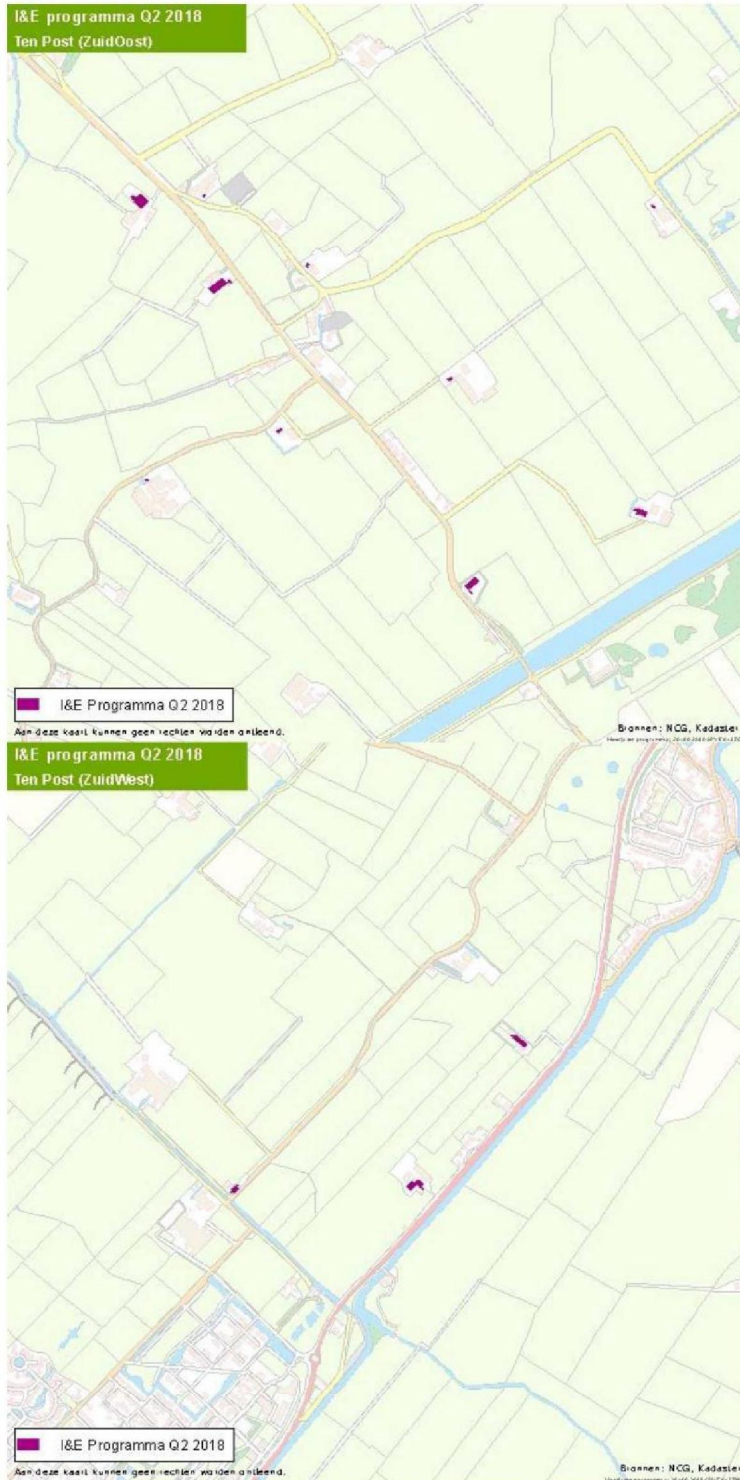 I&E programma Q2 2018
Ten Post (ZuidOost)
I&E Programma Q2 2018
Aan deze kaart kunnen geen rechten worden ontleend.
Bronnen: NCG, Kadaster
I&E programma Q2 2018
Ten Post (ZuidWest)
I&E Programma Q2 2018
Aan deze kaart kunnen geen rechten worden ontleend.
Bronnen: NCG, Kadaster